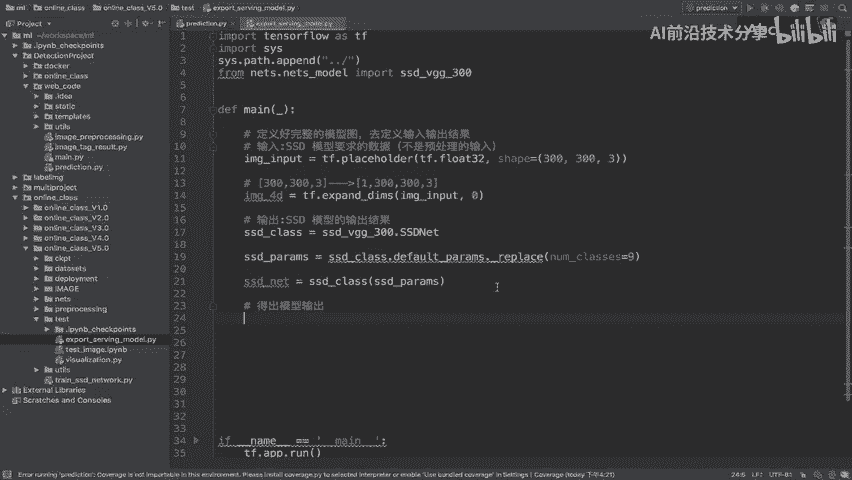 ml
online_class
online_class_V5.0
test
export_serving_model.py
prediction
Project
prediction.py
export_serving_model.py
AI前沿技术分享
bilibili
ml ~/workspace/ml
.ipynb_checkpoints
DetectionProject
docker
online_class
web_code
.idea
static
templates
utils
image_preprocessing.py
image_tag_result.py
main.py
prediction.py
labelimg
multiproject
online_class
online_class_V1.0
online_class_V2.0
online_class_V3.0
online_class_V4.0
online_class_V5.0
ckpt
datasets
deployment
IMAGE
nets
preprocessing
test
.ipynb_checkpoints
export_serving_model.py
test_image.ipynb
visualization.py
utils
train_ssd_network.py
External Libraries
Scratches and Consoles
1 import tensorflow as tf
2 import sys
3 sys.path.append("../")
4 from nets.nets_model import ssd_vgg_300
5
6
7 def main(_):
8
9 # 定义好完整的模型图，去定义输入输出结果
10 # 输入:SSD 模型要求的数据（不是预处理的输入）
11 img_input = tf.placeholder(tf.float32, shape=(300, 300, 3))
12
13 # [300,300,3]--->[1,300,300,3]
14 img_4d = tf.expand_dims(img_input, 0)
15
16 # 输出:SSD 模型的输出结果
17 ssd_class = ssd_vgg_300.SSDNet
18
19 ssd_params = ssd_class.default_params._replace(num_classes=9)
20
21 ssd_net = ssd_class(ssd_params)
22
23 # 得出模型输出
24
25
26
27
28
29
30
31
32
33
34 if __name__ == '__main__':
35 tf.app.run()
Error running 'prediction': Coverage is not importable in this environment. Please install coverage.py to selected interpreter or enable 'Use bundled coverage' in Settings | Coverage (today 下午4:21)
24:5 LF: UTF-8: